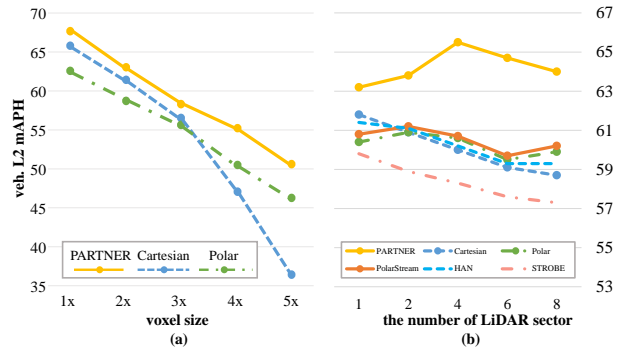 70
65
60
55
50
45
40
35
veh. L2 mAPH
PARTNER Cartesian Polar
1x 2x 3x 4x 5x
voxel size
(a)
67
65
63
61
59
57
55
53
PARTNER Cartesian Polar
PolarStream HAN STROBE
1 2 4 6 8
the number of LiDAR sector
(b)